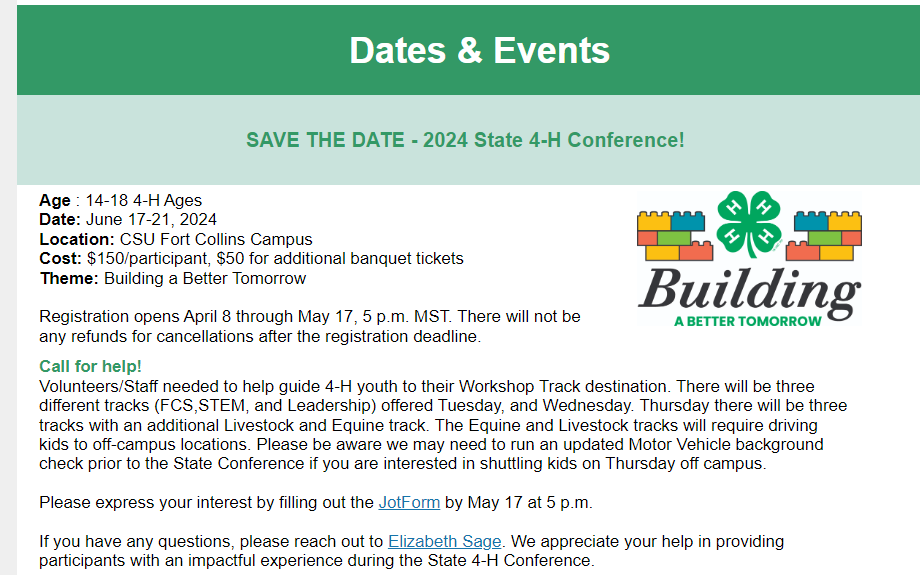 Dates & Events
SAVE THE DATE - 2024 State 4-H Conference!
Age : 14-18 4-H Ages
Date: June 17-21, 2024
Location: CSU Fort Collins Campus
Cost: $150/participant, $50 for additional banquet tickets
Theme: Building a Better Tomorrow
H H
H H
Building
A BETTER TOMORROW
Registration opens April 8 through May 17, 5 p.m. MST. There will not be
any refunds for cancellations after the registration deadline.
Call for help!
Volunteers/Staff needed to help guide 4-H youth to their Workshop Track destination. There will be three
different tracks (FCS,STEM, and Leadership) offered Tuesday, and Wednesday. Thursday there will be three
tracks with an additional Livestock and Equine track. The Equine and Livestock tracks will require driving
kids to off-campus locations. Please be aware we may need to run an updated Motor Vehicle background
check prior to the State Conference if you are interested in shuttling kids on Thursday off campus.
Please express your interest by filling out the JotForm by May 17 at 5 p.m.
If you have any questions, please reach out to Elizabeth Sage. We appreciate your help in providing
participants with an impactful experience during the State 4-H Conference.